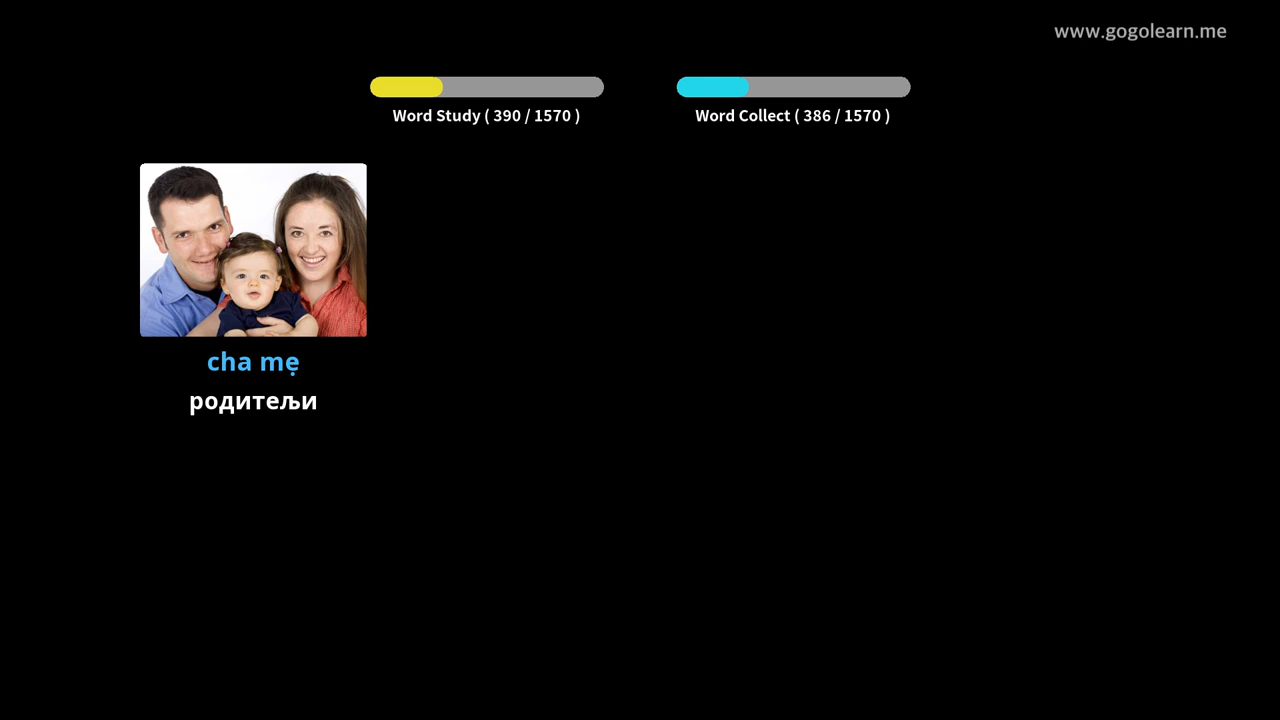 www.gogolearn.me
Word Study ( 390 / 1570 )
Word Collect ( 386 / 1570 )
cha mẹ
родитељи